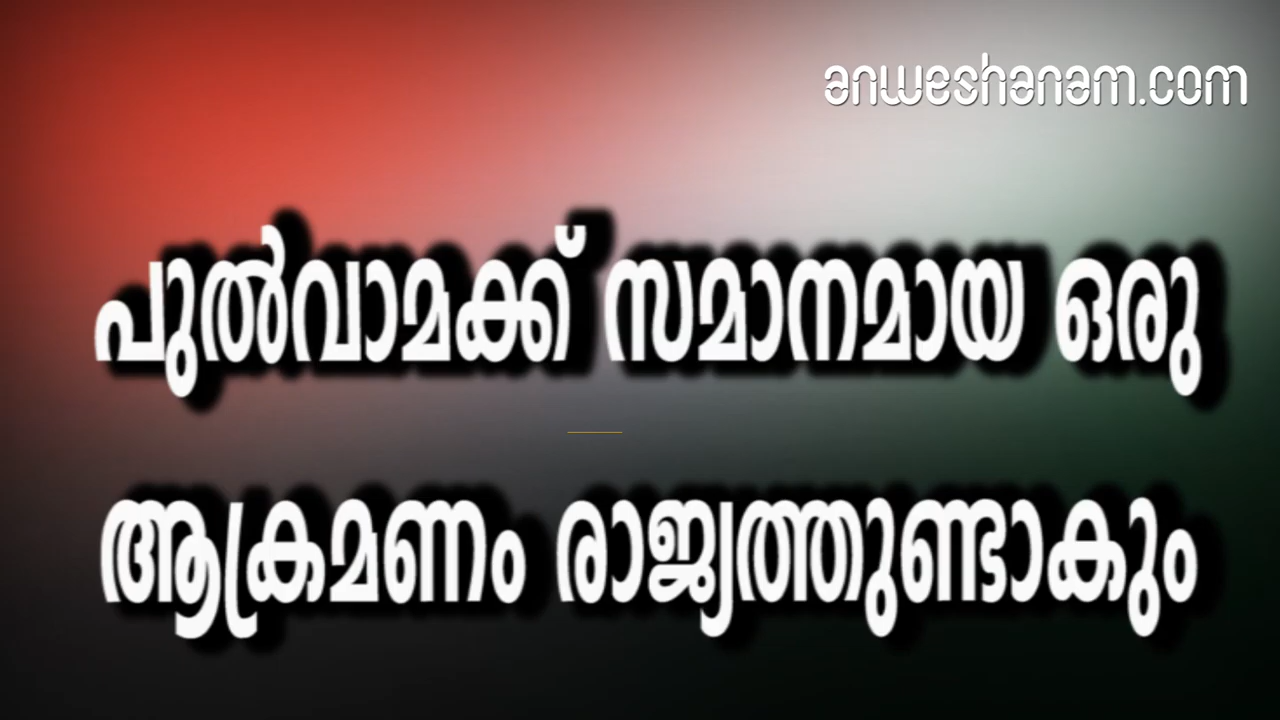 anweshanam.com
പുൽവാമക്ക് സമാനമായ ഒരു
ആക്രമണം രാജ്യത്തുണ്ടാകും